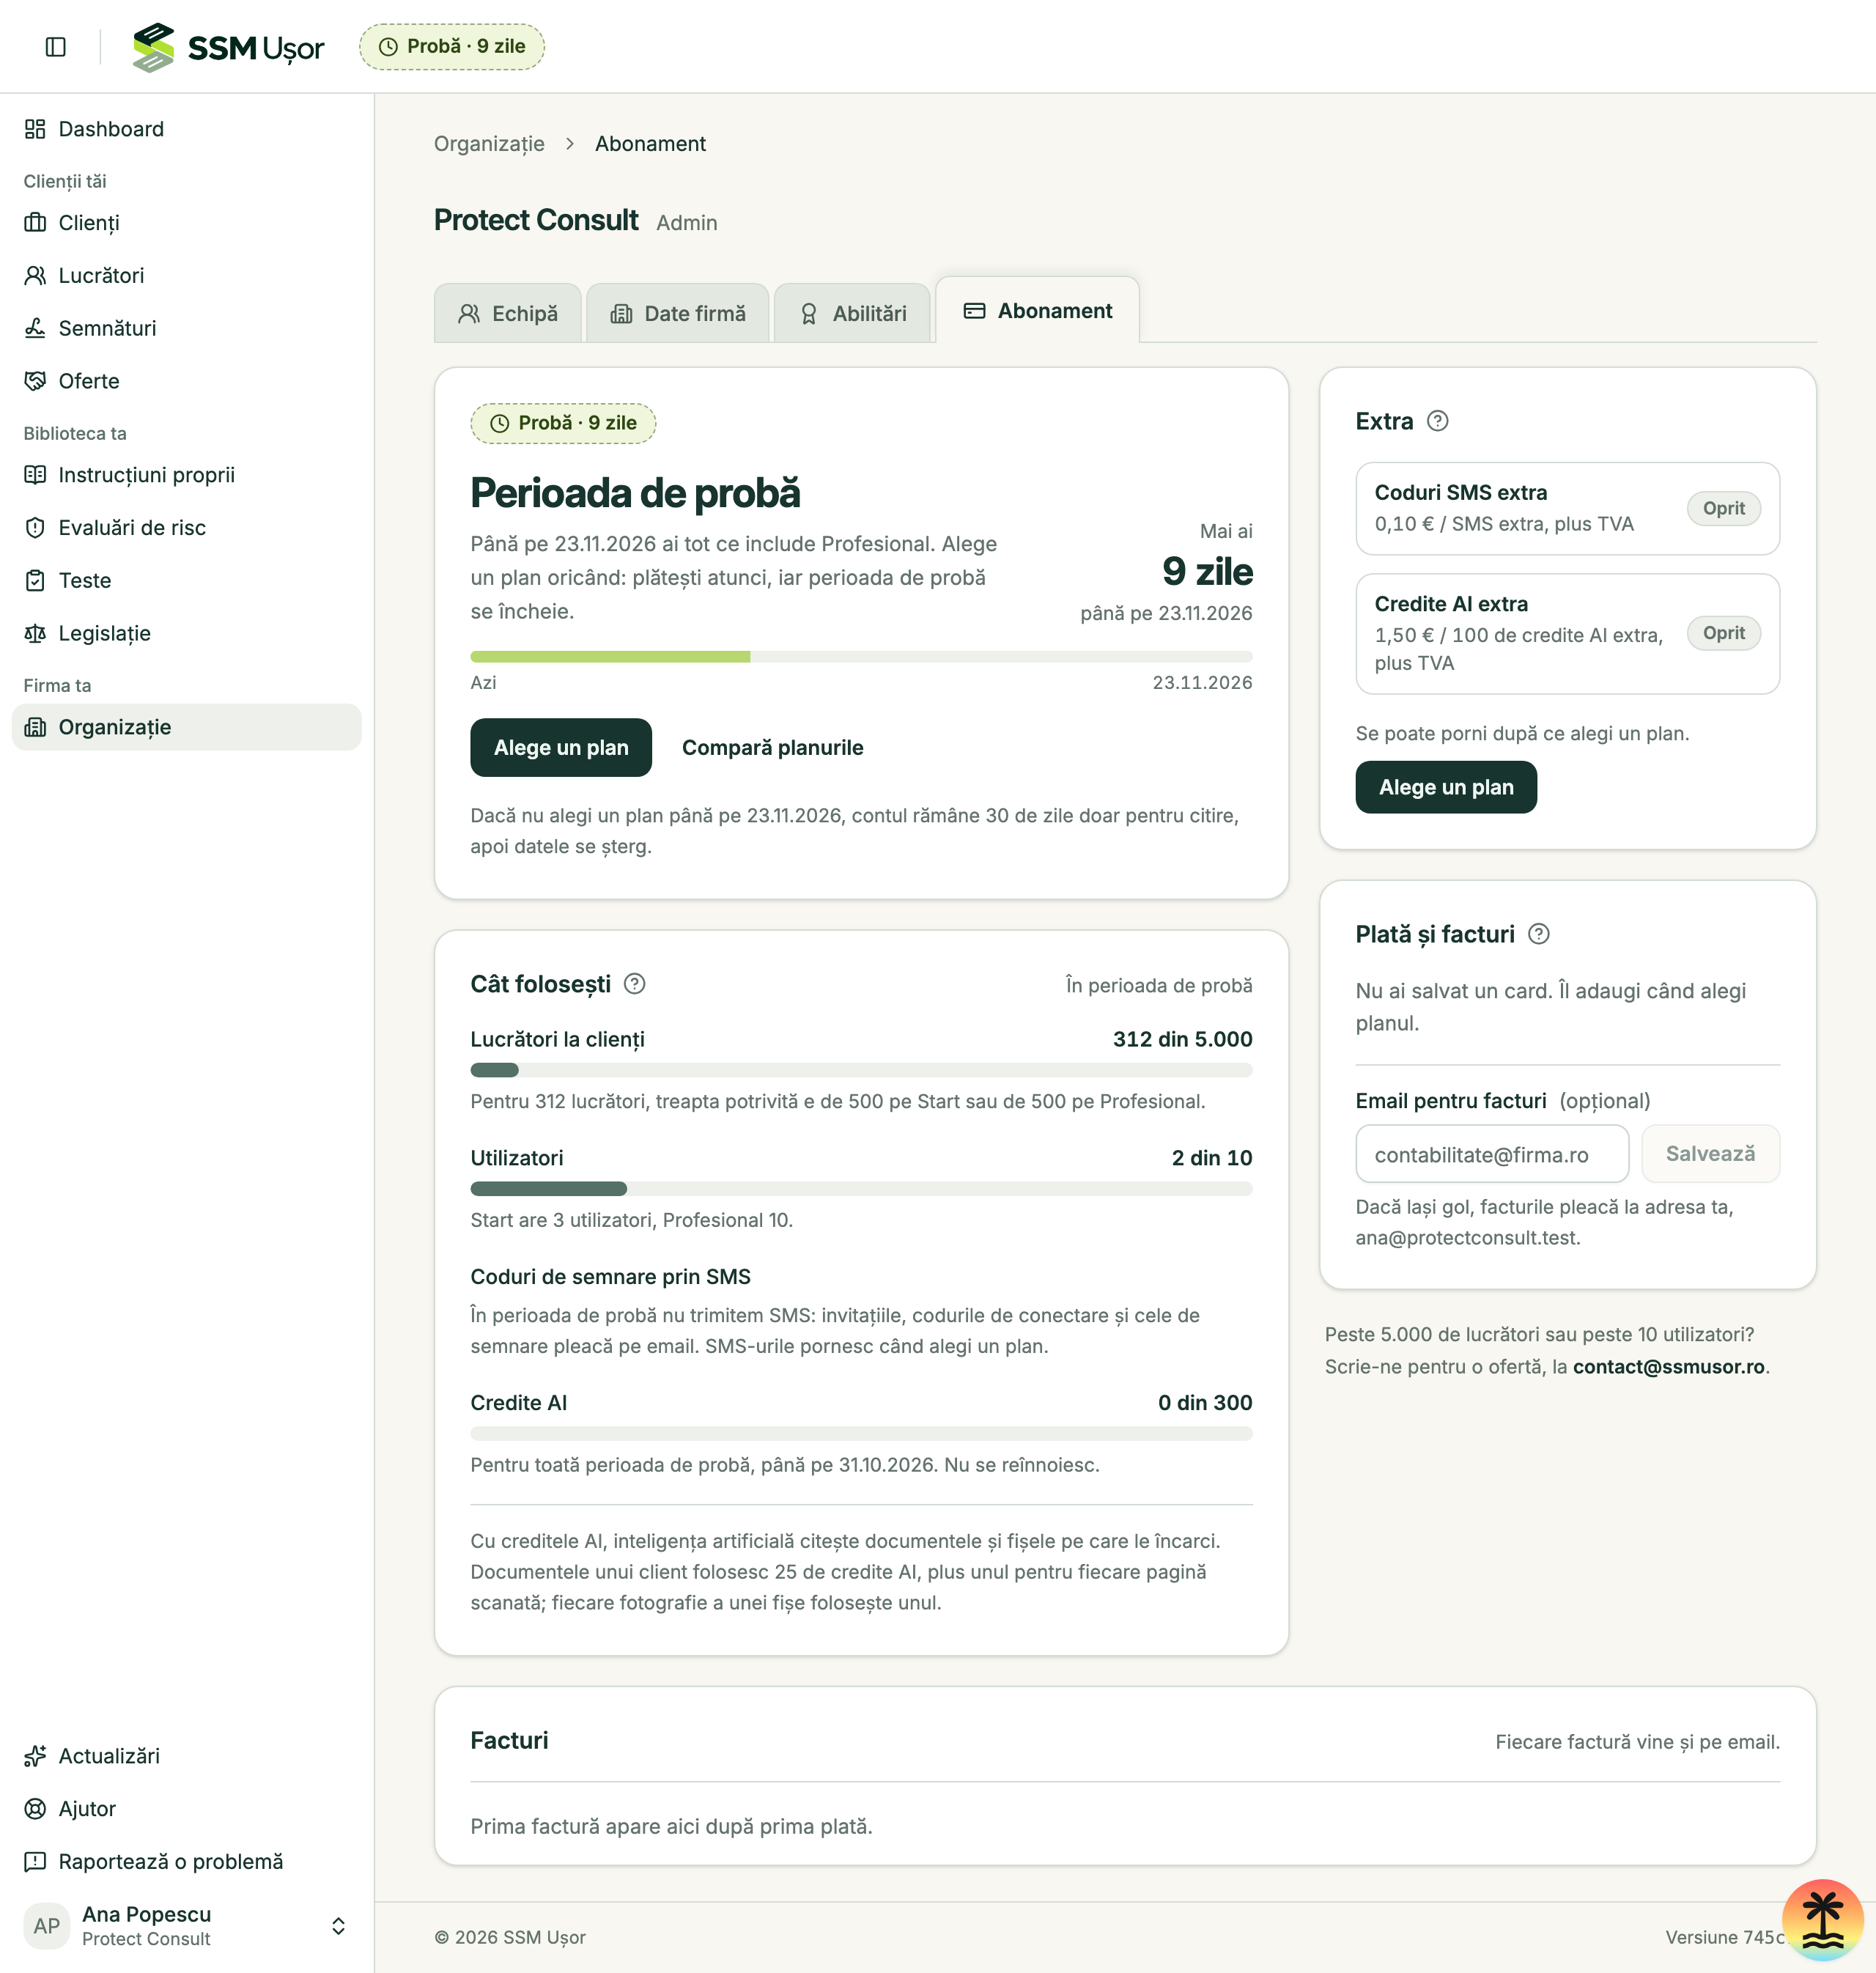 SSM Ușor
Probă · 9 zile
Dashboard
Clienții tăi
Clienți
Lucrători
Semnături
Oferte
Biblioteca ta
Instrucțiuni proprii
Evaluări de risc
Teste
Legislație
Firma ta
Organizație
Actualizări
Ajutor
Raportează o problemă
AP
Ana Popescu
Protect Consult
Organizație > Abonament
Protect Consult Admin
Echipă
Date firmă
Abilitări
Abonament
Probă · 9 zile
Perioada de probă
Până pe 23.11.2026 ai tot ce include Profesional. Alege
un plan oricând: plătești atunci, iar perioada de probă
se încheie.
Mai ai
9 zile
până pe 23.11.2026
Azi
23.11.2026
Alege un plan
Compară planurile
Dacă nu alegi un plan până pe 23.11.2026, contul rămâne 30 de zile doar pentru citire,
apoi datele se șterg.
Cât folosești
În perioada de probă
Lucrători la clienți
312 din 5.000
Pentru 312 lucrători, treapta potrivită e de 500 pe Start sau de 500 pe Profesional.
Utilizatori
2 din 10
Start are 3 utilizatori, Profesional 10.
Coduri de semnare prin SMS
În perioada de probă nu trimitem SMS: invitațiile, codurile de conectare și cele de
semnare pleacă pe email. SMS-urile pornesc când alegi un plan.
Credite AI
0 din 300
Pentru toată perioada de probă, până pe 31.10.2026. Nu se reînnoiesc.
Cu creditele AI, inteligența artificială citește documentele și fișele pe care le încarci.
Documentele unui client folosesc 25 de credite AI, plus unul pentru fiecare pagină
scanată; fiecare fotografie a unei fișe folosește unul.
Extra
Coduri SMS extra
0,10 € / SMS extra, plus TVA
Oprit
Credite AI extra
1,50 € / 100 de credite AI extra,
plus TVA
Oprit
Se poate porni după ce alegi un plan.
Alege un plan
Plată și facturi
Nu ai salvat un card. Îl adaugi când alegi
planul.
Email pentru facturi (opțional)
contabilitate@firma.ro
Salvează
Dacă lași gol, facturile pleacă la adresa ta,
ana@protectconsult.test.
Peste 5.000 de lucrători sau peste 10 utilizatori?
Scrie-ne pentru o ofertă, la contact@ssmusor.ro.
Facturi
Fiecare factură vine și pe email.
Prima factură apare aici după prima plată.
© 2026 SSM Ușor
Versiune